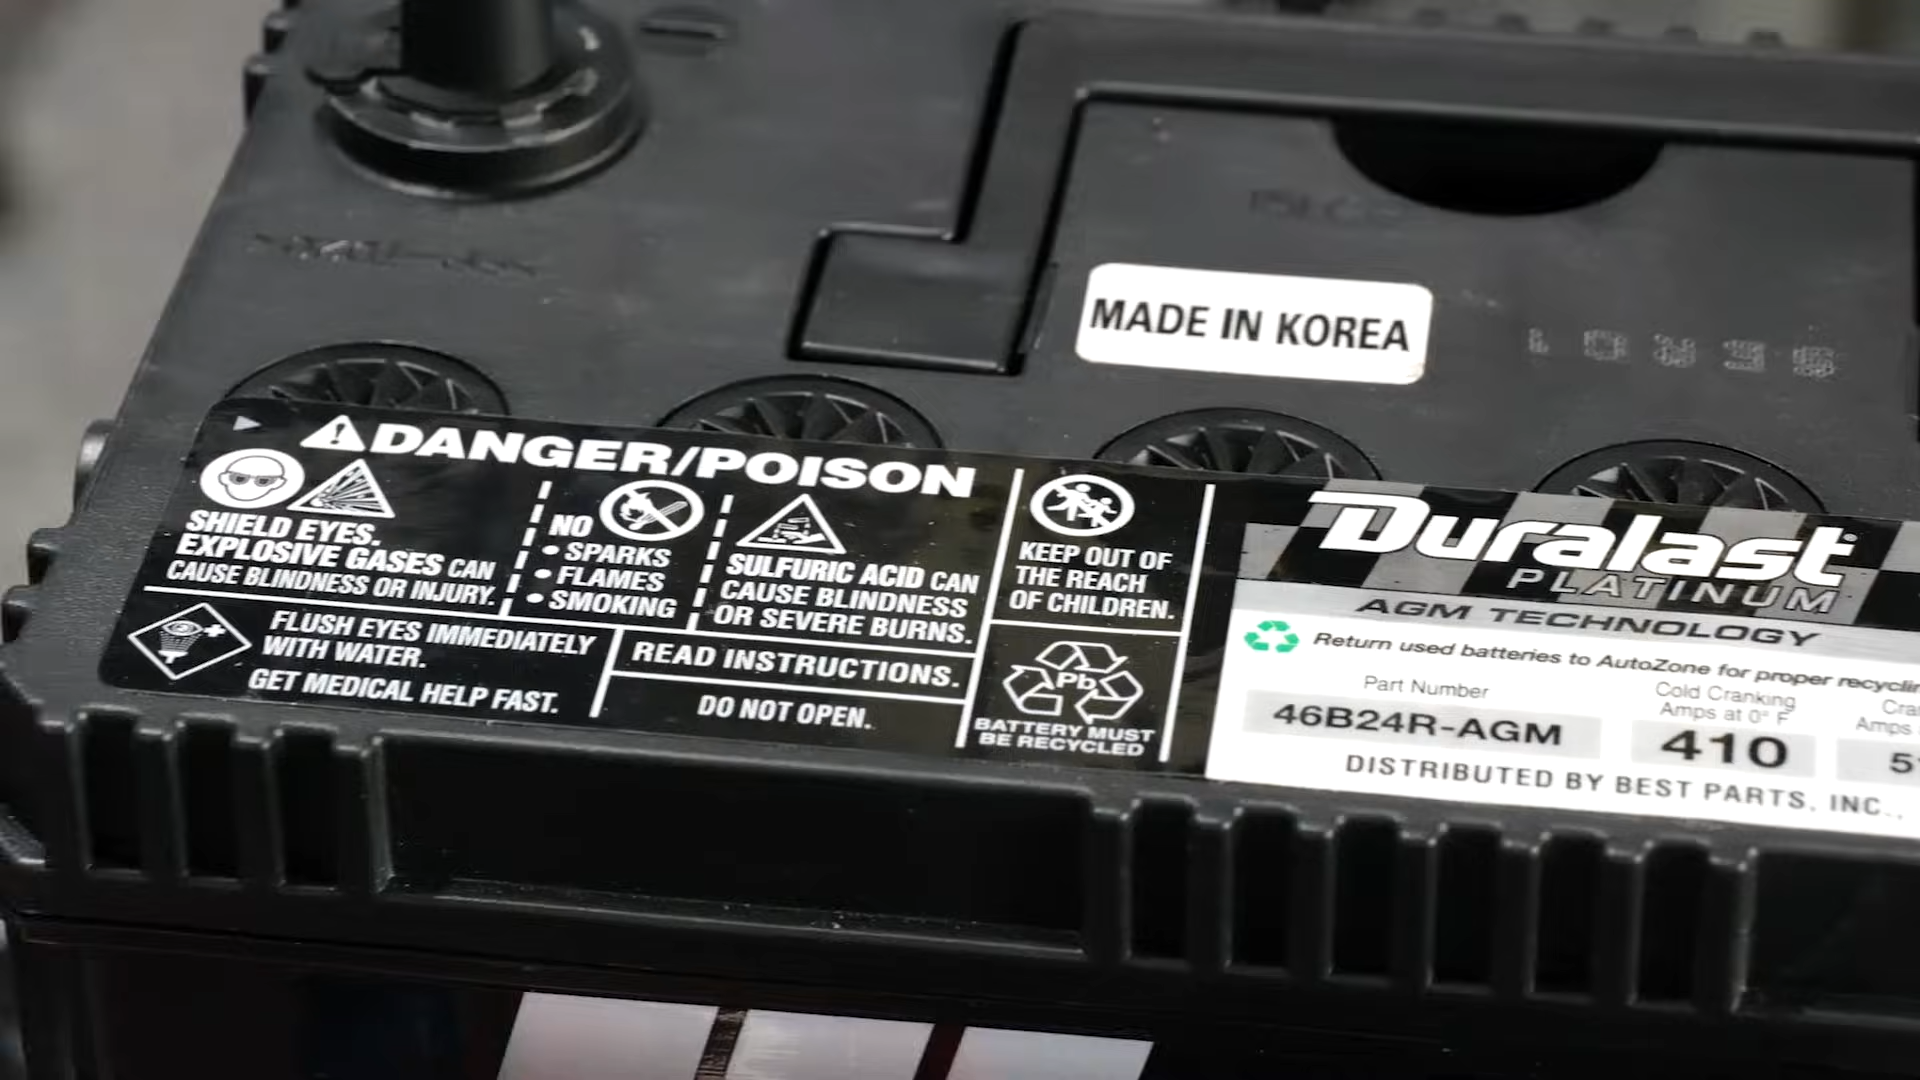 MADE IN KOREA
DANGER/POISON
SHIELD EYES.
EXPLOSIVE GASES CAN
CAUSE BLINDNESS OR INJURY.
NO
• SPARKS
• FLAMES
• SMOKING
SULFURIC ACID CAN
CAUSE BLINDNESS
OR SEVERE BURNS.
FLUSH EYES IMMEDIATELY
WITH WATER.
GET MEDICAL HELP FAST.
READ INSTRUCTIONS.
DO NOT OPEN.
KEEP OUT OF
THE REACH
OF CHILDREN.
Pb
BATTERY MUST
BE RECYCLED
Duralast
PLATINUM
AGM TECHNOLOGY
Return used batteries to AutoZone for proper
Part Number
46B24R-AGM
Cold Cranking
Amps at 0° F
410
Amps
DISTRIBUTED BY BEST PARTS, INC.,